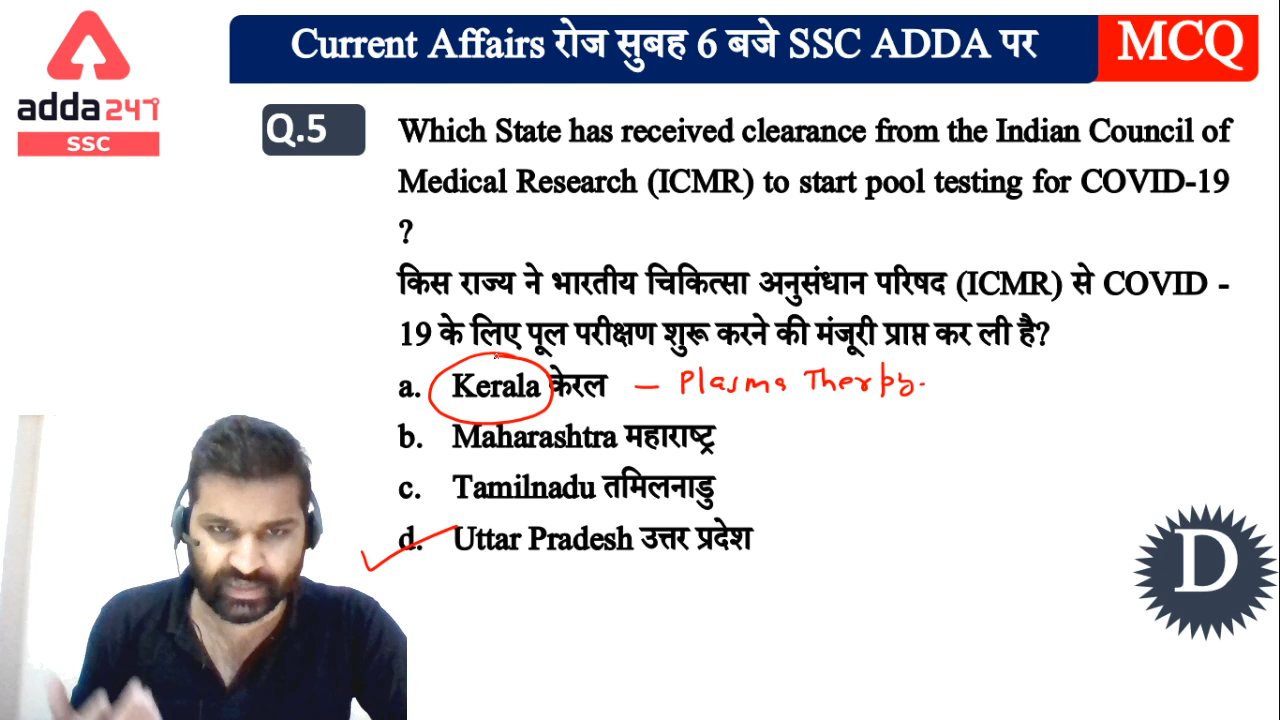 Current Affairs रोज सुबह 6 बजे SSC ADDA पर
MCQ
adda247
SSC
Q.5
Which State has received clearance from the Indian Council of
Medical Research (ICMR) to start pool testing for COVID-19
?
किस राज्य ने भारतीय चिकित्सा अनुसंधान परिषद (ICMR) से COVID -
19 के लिए पूल परीक्षण शुरू करने की मंजूरी प्राप्त कर ली है?
a. Kerala केरल – Plasma Therpy.
b. Maharashtra महाराष्ट्र
c. Tamilnadu तमिलनाडु
d. Uttar Pradesh उत्तर प्रदेश
D